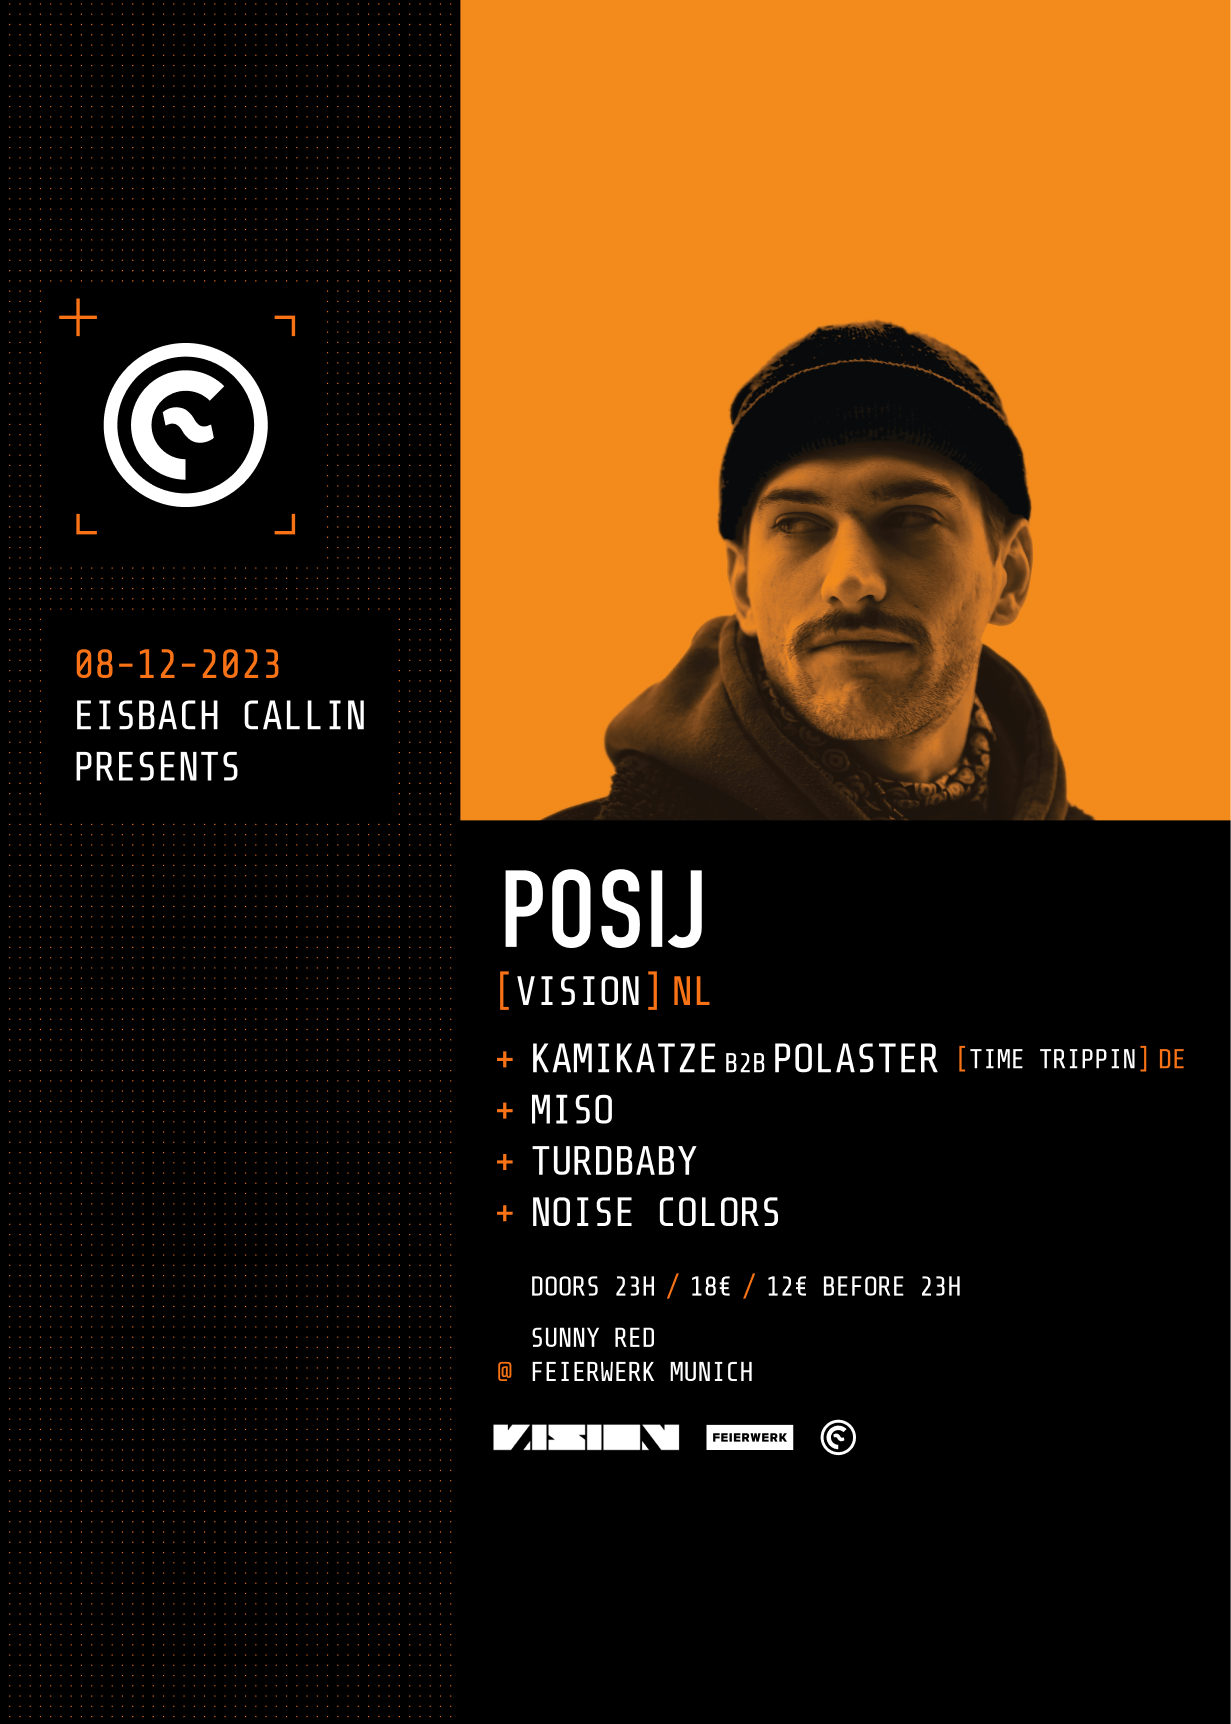 08-12-2023
EISBACH CALLIN
PRESENTS
POSIJ
[VISION] NL
+ KAMIKATZE B2B POLASTER [TIME TRIPPIN] DE
+ MISO
+ TURDBABY
+ NOISE COLORS
DOORS 23H / 18€ / 12€ BEFORE 23H
SUNNY RED
@ FEIERWERK MUNICH
VISION FEIERWERK